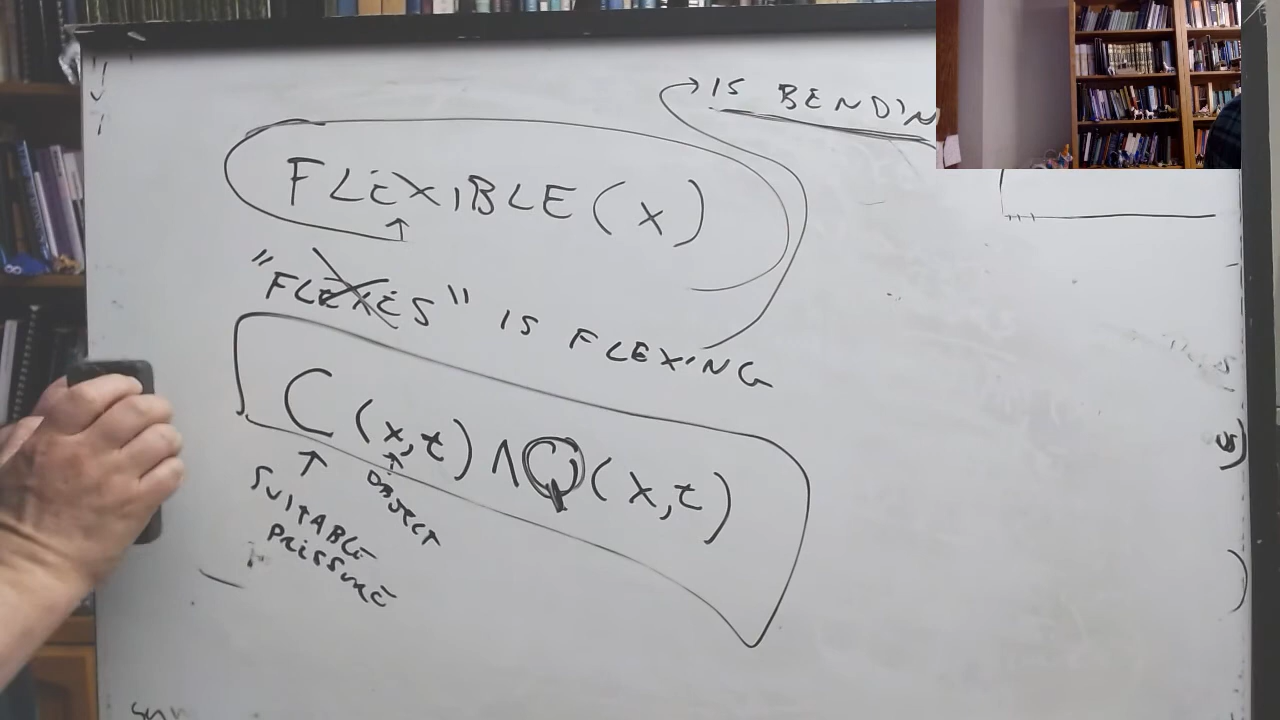 IS BENDIN
FLEXIBLE(x)
↑
"FLEXES" IS FLEXING
C(x,t) ∧ Q(x,t)
↑ ↑
OBJECT
SUITABLE
PRESSURE